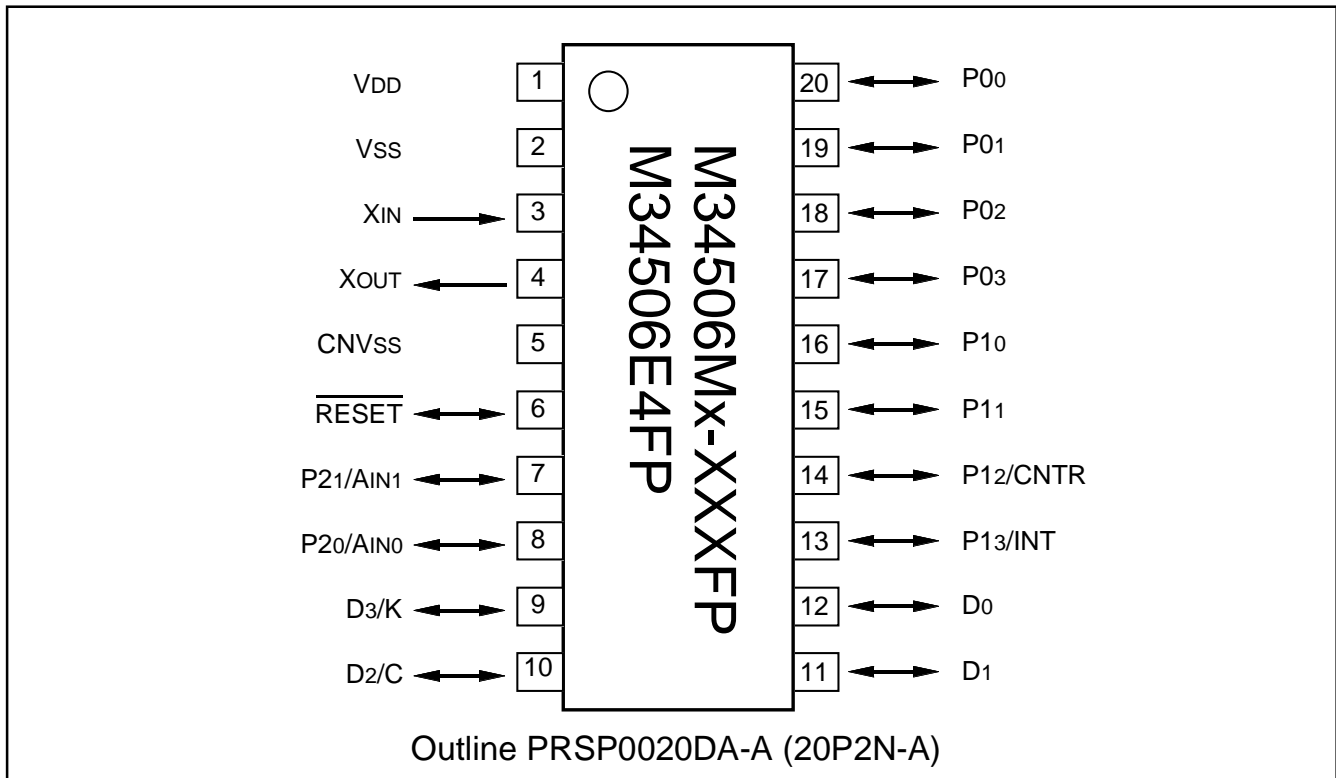 VDD 1 20 P00
VSS 2 19 P01
XIN 3 18 P02
XOUT 4 17 P03
CNVSS 5 16 P10
RESET 6 15 P11
P21/AIN1 7 14 P12/CNTR
P20/AIN0 8 13 P13/INT
D3/K 9 12 D0
D2/C 10 11 D1
M34506Mx-XXXFP
M34506E4FP
Outline PRSP0020DA-A (20P2N-A)